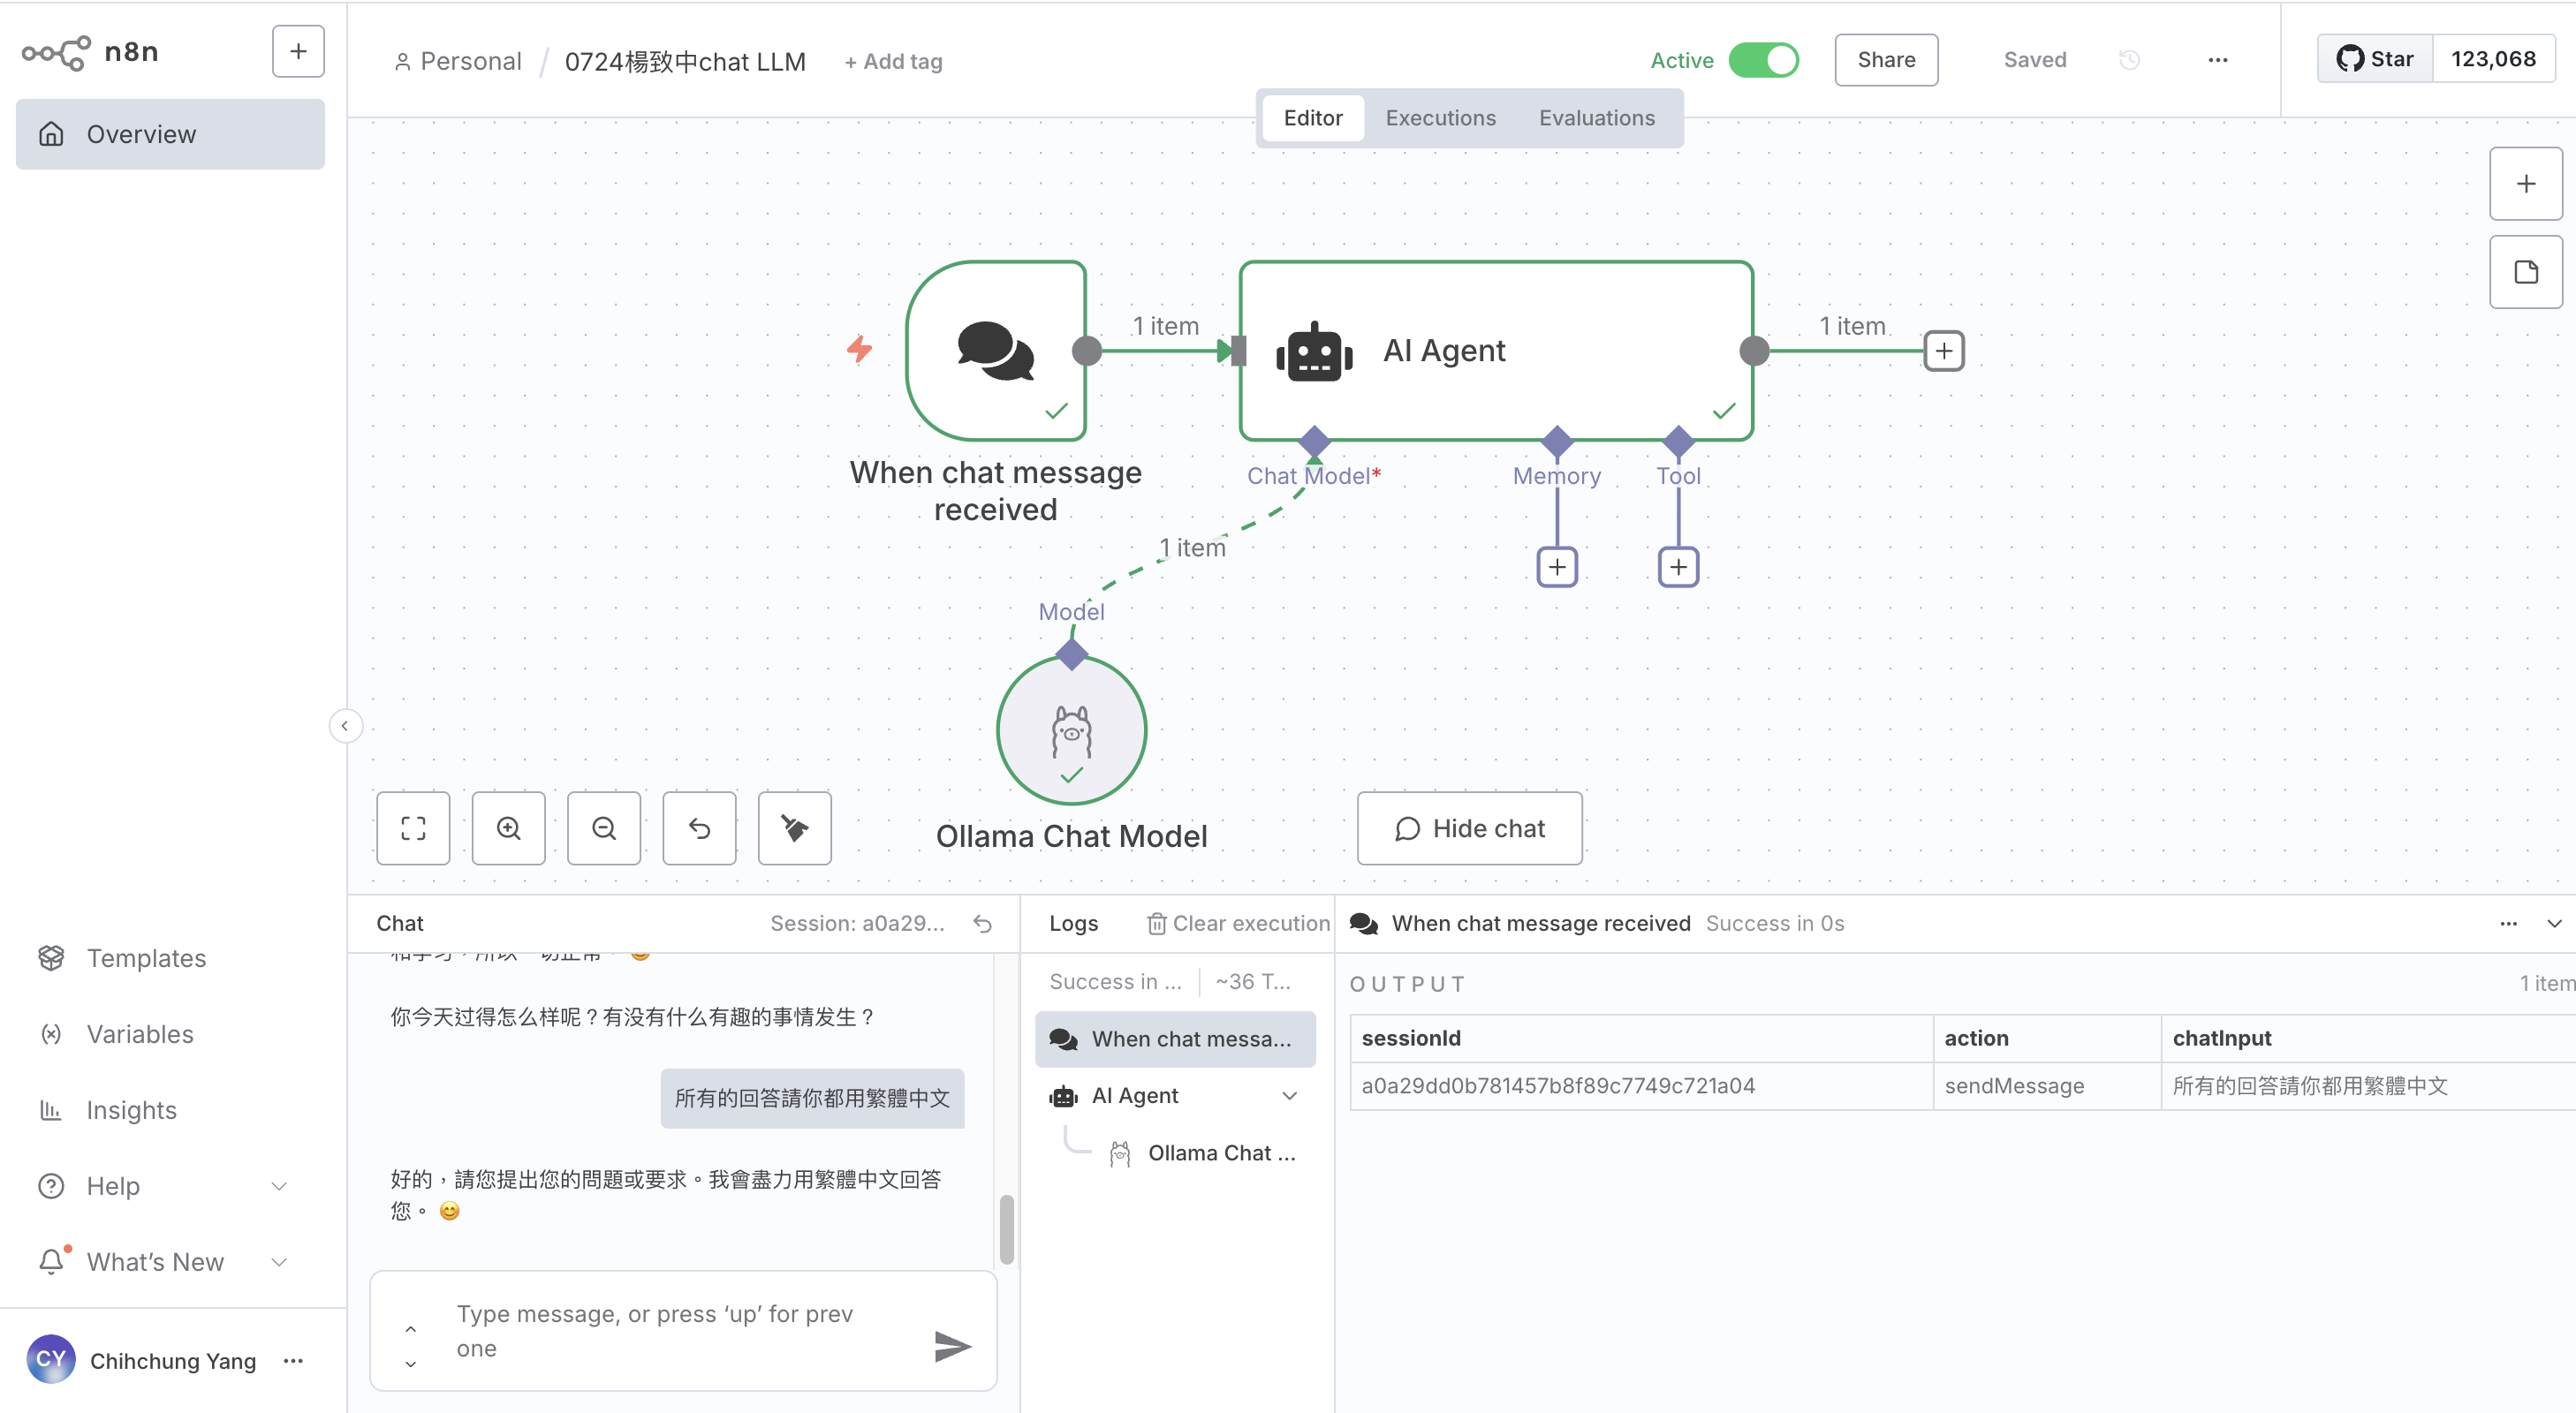 n8n
Overview
Templates
Variables
Insights
Help
What's New
CY
Chihchung Yang
Personal / 0724楊致中chat LLM + Add tag
Active
Share
Saved
Star 123,068
Editor Executions Evaluations
1 item
AI Agent
1 item
When chat message
received
Chat Model*
Memory
Tool
1 item
Model
Ollama Chat Model
Hide chat
Chat
Session: a0a29...
你今天过得怎么样呢？有没有什么有趣的事情发生？
所有的回答請你都用繁體中文
好的，請您提出您的問題或要求。我會盡力用繁體中文回答
您。 😊
Type message, or press ‘up’ for prev
one
Logs
Clear execution
Success in ...
~36 T...
When chat messa...
AI Agent
Ollama Chat ...
When chat message received Success in 0s
OUTPUT
1 item
sessionId action chatInput
a0a29dd0b781457b8f89c7749c721a04 sendMessage 所有的回答請你都用繁體中文